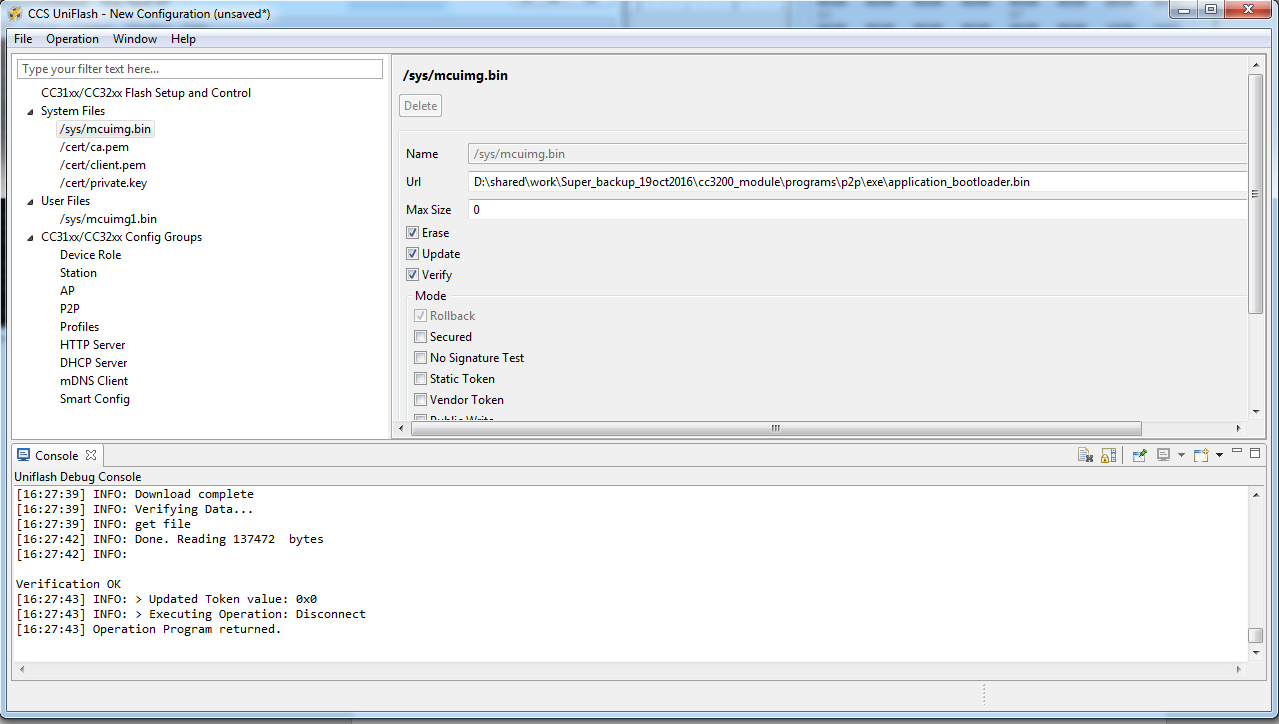 CCS UniFlash - New Configuration (unsaved*)
File Operation Window Help
Type your filter text here...
CC31xx/CC32xx Flash Setup and Control
System Files
/sys/mcuimg.bin
/cert/ca.pem
/cert/client.pem
/cert/private.key
User Files
/sys/mcuimg1.bin
CC31xx/CC32xx Config Groups
Device Role
Station
AP
P2P
Profiles
HTTP Server
DHCP Server
mDNS Client
Smart Config
/sys/mcuimg.bin
Delete
Name /sys/mcuimg.bin
Url D:\shared\work\Super_backup_19oct2016\cc3200_module\programs\p2p\exe\application_bootloader.bin
Max Size 0
Erase
Update
Verify
Mode
Rollback
Secured
No Signature Test
Static Token
Vendor Token
Public Write
Console
Uniflash Debug Console
[16:27:39] INFO: Download complete
[16:27:39] INFO: Verifying Data...
[16:27:39] INFO: get file
[16:27:42] INFO: Done. Reading 137472  bytes
[16:27:42] INFO:
Verification OK
[16:27:43] INFO: > Updated Token value: 0x0
[16:27:43] INFO: > Executing Operation: Disconnect
[16:27:43] Operation Program returned.